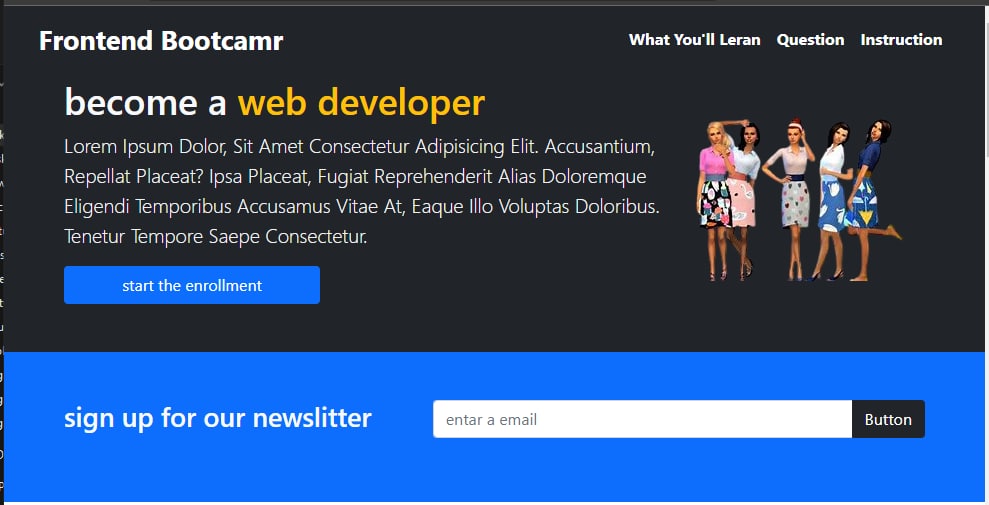 Frontend Bootcamr
What You'll Leran Question Instruction
become a web developer
Lorem Ipsum Dolor, Sit Amet Consectetur Adipisicing Elit. Accusantium,
Repellat Placeat? Ipsa Placeat, Fugiat Reprehenderit Alias Doloremque
Eligendi Temporibus Accusamus Vitae At, Eaque Illo Voluptas Doloribus.
Tenetur Tempore Saepe Consectetur.
start the enrollment
sign up for our newslitter
entar a email
Button